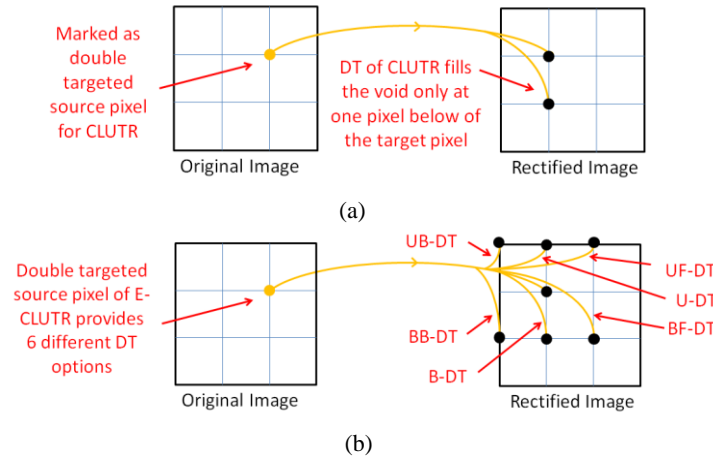 Marked as
double
targeted
source pixel
for CLUTR
DT of CLUTR fills
the void only at
one pixel below of
the target pixel
Original Image
Rectified Image
(a)
Double targeted
source pixel of E-
CLUTR provides
6 different DT
options
UB-DT
UF-DT
U-DT
BB-DT
BF-DT
B-DT
Original Image
Rectified Image
(b)